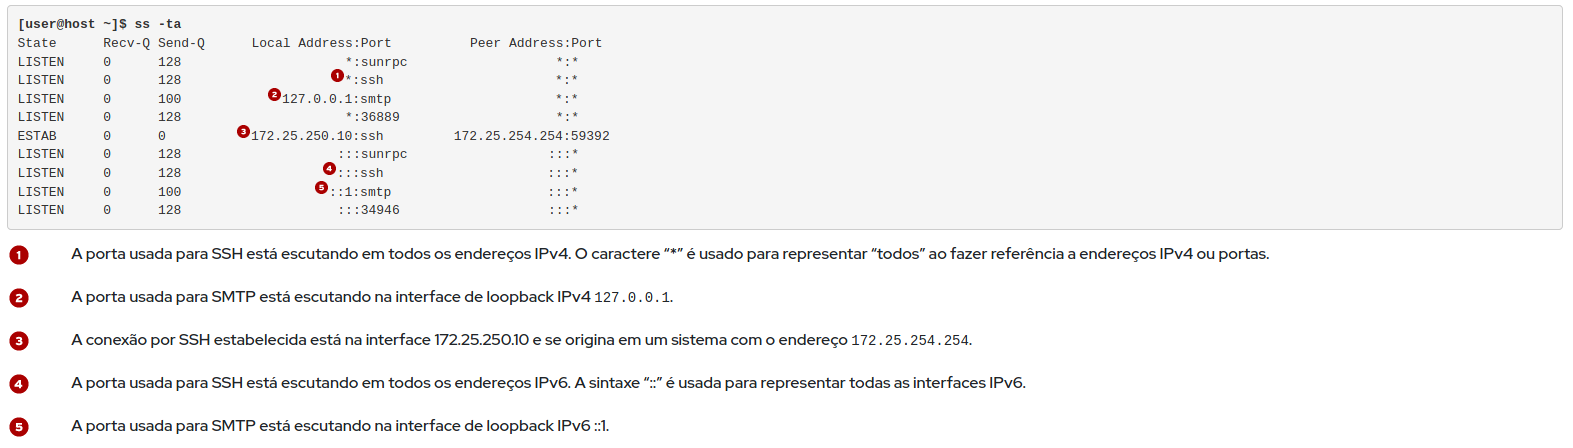 [user@host ~]$ ss -ta
State      Recv-Q Send-Q      Local Address:Port          Peer Address:Port
LISTEN     0      128                  *:sunrpc                   *:*
LISTEN     0      128                1 *:ssh                      *:*
LISTEN     0      100        2 127.0.0.1:smtp                     *:*
LISTEN     0      128                  *:36889                    *:*
ESTAB      0      0        3 172.25.250.10:ssh         172.25.254.254:59392
LISTEN     0      128                 :::sunrpc                  :::*
LISTEN     0      128               4 :::ssh                     :::*
LISTEN     0      100              5 ::1:smtp                    :::*
LISTEN     0      128                 :::34946                   :::*
1 A porta usada para SSH está escutando em todos os endereços IPv4. O caractere “*” é usado para representar “todos” ao fazer referência a endereços IPv4 ou portas.
2 A porta usada para SMTP está escutando na interface de loopback IPv4 127.0.0.1.
3 A conexão por SSH estabelecida está na interface 172.25.250.10 e se origina em um sistema com o endereço 172.25.254.254.
4 A porta usada para SSH está escutando em todos os endereços IPv6. A sintaxe “::” é usada para representar todas as interfaces IPv6.
5 A porta usada para SMTP está escutando na interface de loopback IPv6 ::1.